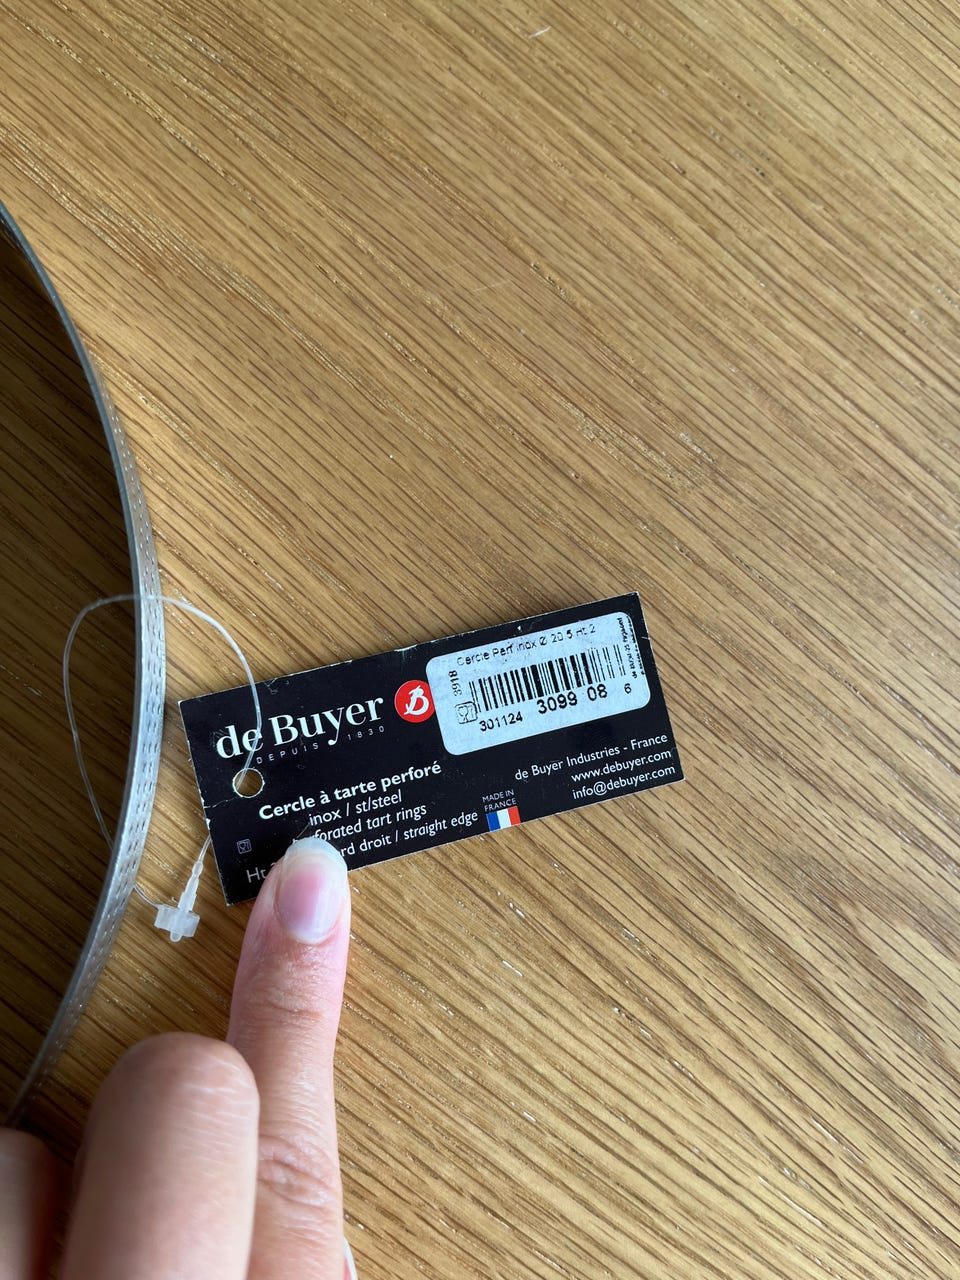 de Buyer
DEPUIS 1830
B
Cercle à tarte perforé
inox / st/steel
perforated tart rings
droit / straight edge
Ht
Cercle Perf inox Ø 20.5 Ht 2
3918
301124 3099 08 6
MADE IN
FRANCE
de Buyer Industries - France
www.debuyer.com
info@debuyer.com